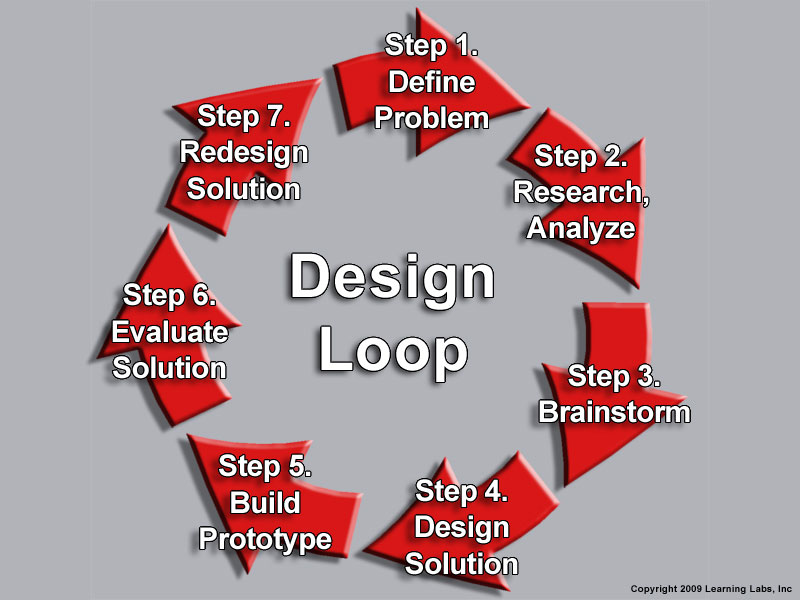 Step 1.
Define
Problem
Step 2.
Research,
Analyze
Step 3.
Brainstorm
Step 4.
Design
Solution
Step 5.
Build
Prototype
Step 6.
Evaluate
Solution
Step 7.
Redesign
Solution
Design
Loop
Copyright 2009 Learning Labs, Inc